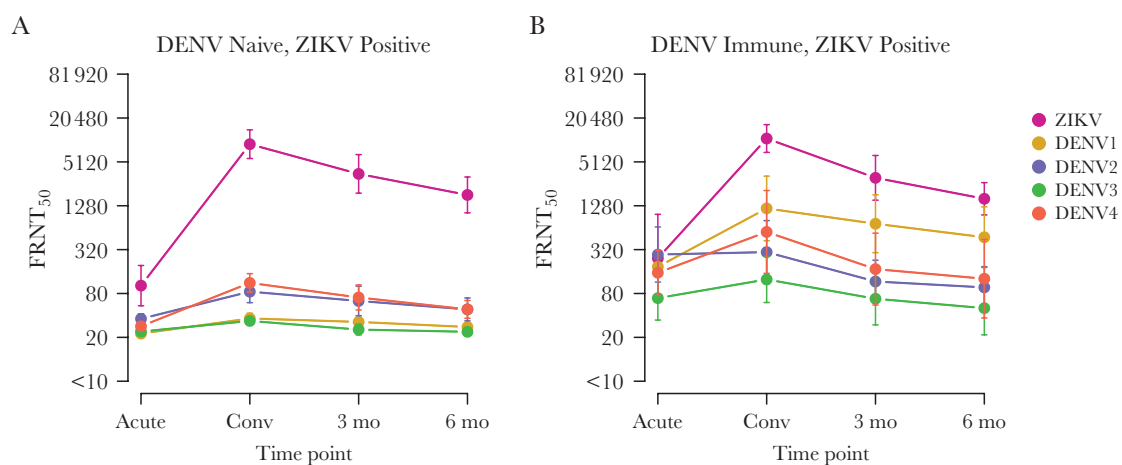 A
DENV Naive, ZIKV Positive
81 920
20 480
5120
1280
320
80
20
<10
FRNT50
Acute Conv 3 mo 6 mo
Time point
B
DENV Immune, ZIKV Positive
81 920
20 480
5120
1280
320
80
20
<10
FRNT50
Acute Conv 3 mo 6 mo
Time point
ZIKV
DENV1
DENV2
DENV3
DENV4